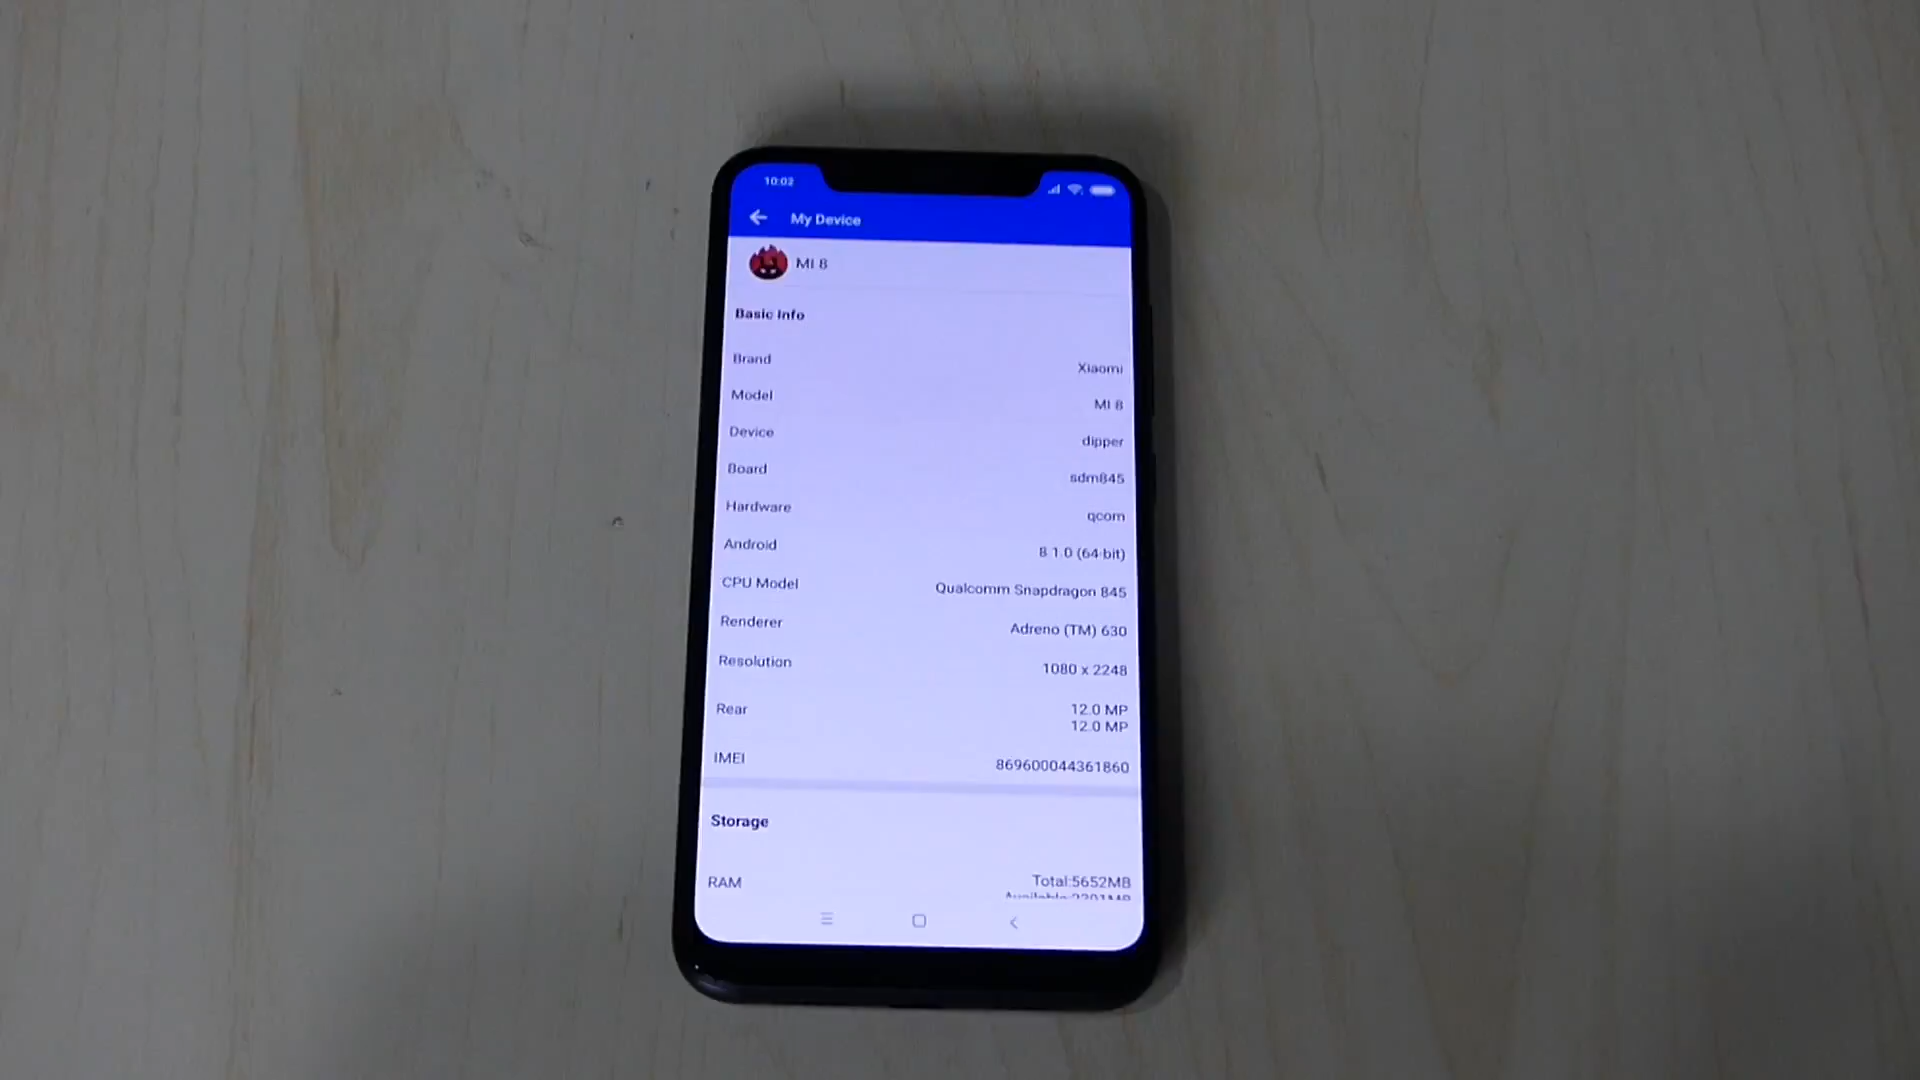 10:02
My Device
MI 8
Basic Info
Brand Xiaomi
Model MI 8
Device dipper
Board sdm845
Hardware qcom
Android 8.1.0 (64-bit)
CPU Model Qualcomm Snapdragon 845
Renderer Adreno (TM) 630
Resolution 1080 x 2248
Rear 12.0 MP
12.0 MP
IMEI 869600044361860
Storage
RAM Total:5652MB